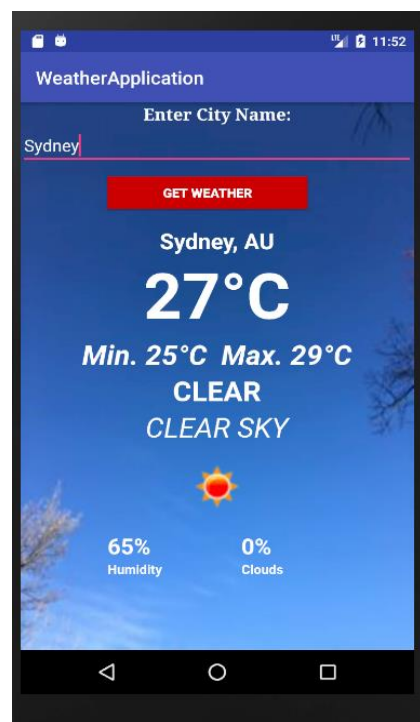 LTE 11:52
WeatherApplication
Enter City Name:
Sydney
GET WEATHER
Sydney, AU
27°C
Min. 25°C Max. 29°C
CLEAR
CLEAR SKY
65% 0%
Humidity Clouds